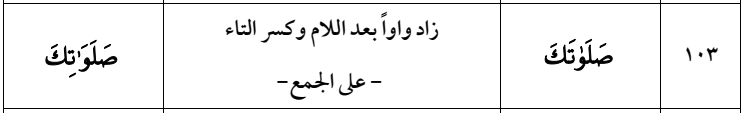 ١٠٣
صَلَوٰتَكَ
زاد واواً بعد اللام وكسر التاء
– على الجمع –
صَلَوَٰتِكَ